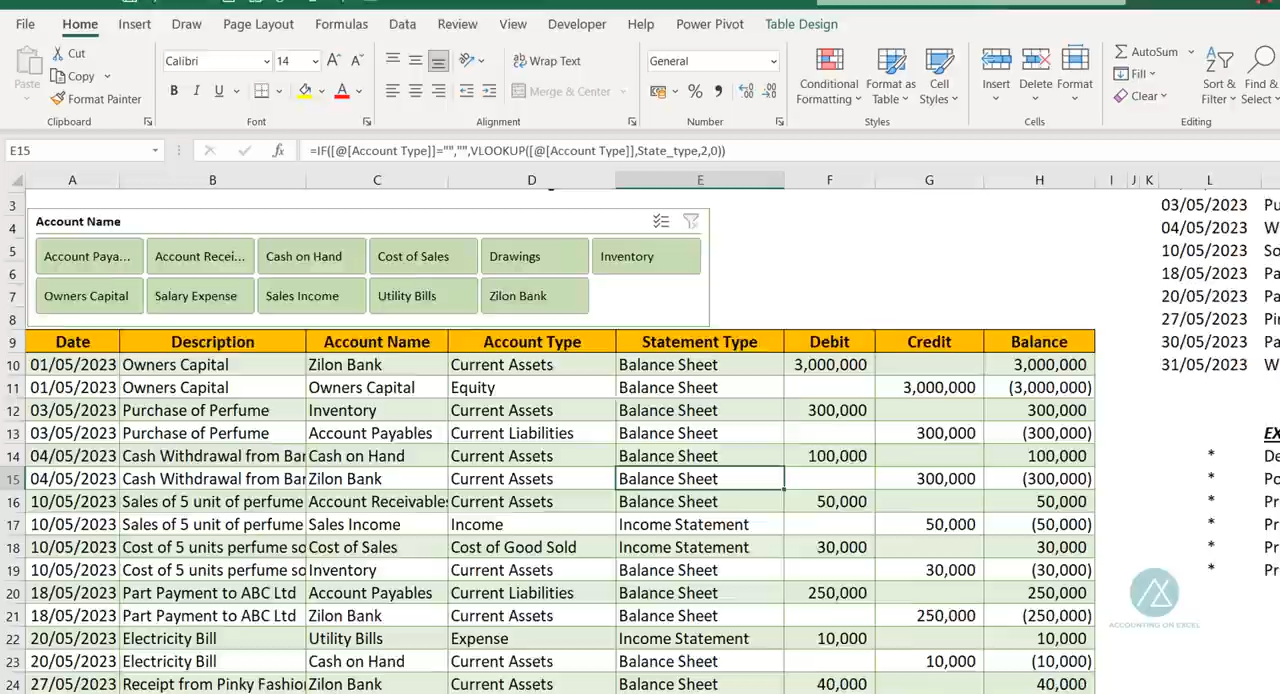 File Home Insert Draw Page Layout Formulas Data Review View Developer Help Power Pivot Table Design
Paste
Cut
Copy
Format Painter
Clipboard
Calibri 14
B I U
Font
Wrap Text
Merge & Center
Alignment
General
%
Number
Conditional Formatting
Format as Table
Cell Styles
Styles
Insert Delete Format
Cells
AutoSum
Fill
Clear
Sort & Filter
Find & Select
Editing
E15 fx =IF([@[Account Type]]="","",VLOOKUP([@[Account Type]],State_type,2,0))
A B C D E F G H I J K L
3 03/05/2023 Pu
4 04/05/2023 W
5 10/05/2023 So
6 18/05/2023 Pa
7 20/05/2023 Pa
8 27/05/2023 Pi
Account Name
Account Paya... Account Recei... Cash on Hand Cost of Sales Drawings Inventory
Owners Capital Salary Expense Sales Income Utility Bills Zilon Bank
9 Date Description Account Name Account Type Statement Type Debit Credit Balance 30/05/2023 Pa
10 01/05/2023 Owners Capital Zilon Bank Current Assets Balance Sheet 3,000,000 3,000,000 31/05/2023 W
11 01/05/2023 Owners Capital Owners Capital Equity Balance Sheet 3,000,000 (3,000,000)
12 03/05/2023 Purchase of Perfume Inventory Current Assets Balance Sheet 300,000 300,000
13 03/05/2023 Purchase of Perfume Account Payables Current Liabilities Balance Sheet 300,000 (300,000) EX
14 04/05/2023 Cash Withdrawal from Bar Cash on Hand Current Assets Balance Sheet 100,000 100,000 * De
15 04/05/2023 Cash Withdrawal from Bar Zilon Bank Current Assets Balance Sheet 300,000 (300,000) * Po
16 10/05/2023 Sales of 5 unit of perfume Account Receivables Current Assets Balance Sheet 50,000 50,000 * Pr
17 10/05/2023 Sales of 5 unit of perfume Sales Income Income Income Statement 50,000 (50,000) * Pr
18 10/05/2023 Cost of 5 units perfume so Cost of Sales Cost of Good Sold Income Statement 30,000 30,000 * Pr
19 10/05/2023 Cost of 5 units perfume so Inventory Current Assets Balance Sheet 30,000 (30,000) * Pr
20 18/05/2023 Part Payment to ABC Ltd Account Payables Current Liabilities Balance Sheet 250,000 250,000
21 18/05/2023 Part Payment to ABC Ltd Zilon Bank Current Assets Balance Sheet 250,000 (250,000)
22 20/05/2023 Electricity Bill Utility Bills Expense Income Statement 10,000 10,000
23 20/05/2023 Electricity Bill Cash on Hand Current Assets Balance Sheet 10,000 (10,000)
24 27/05/2023 Receipt from Pinky Fashio Zilon Bank Current Assets Balance Sheet 40,000 40,000
ACCOUNTING ON EXCEL